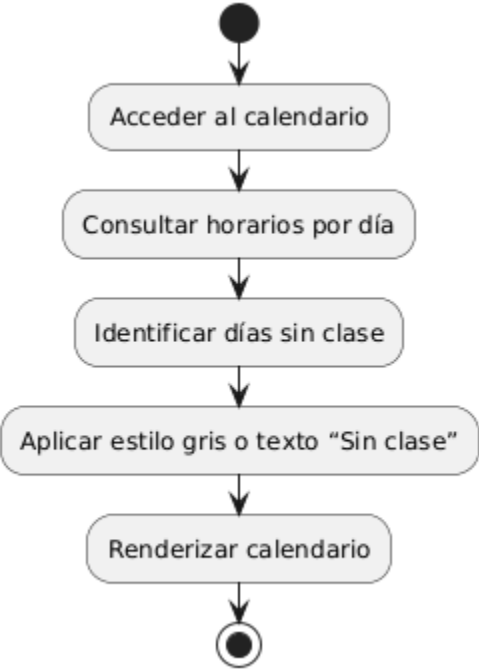 Acceder al calendario
Consultar horarios por día
Identificar días sin clase
Aplicar estilo gris o texto “Sin clase”
Renderizar calendario